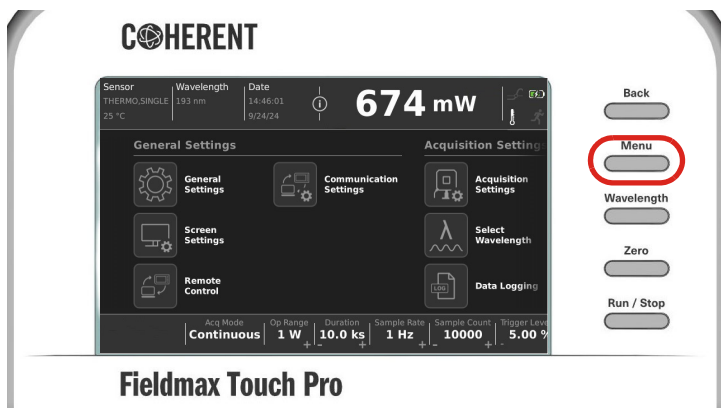 COHERENT
Sensor
THERMO,SINGLE
25 °C
Wavelength
193 nm
Date
14:46:01
9/24/24
674 mW
General Settings
Acquisition Setting
General
Settings
Communication
Settings
Acquisition
Settings
Screen
Settings
Select
Wavelength
Remote
Control
LOG
Data Logging
Acq Mode
Continuous
Op Range
1 W
+
Duration
10.0 ks
- +
Sample Rate
1 Hz
+
Sample Count
10000
- +
Trigger Leve
5.00 %
-
Back
Menu
Wavelength
Zero
Run / Stop
Fieldmax Touch Pro